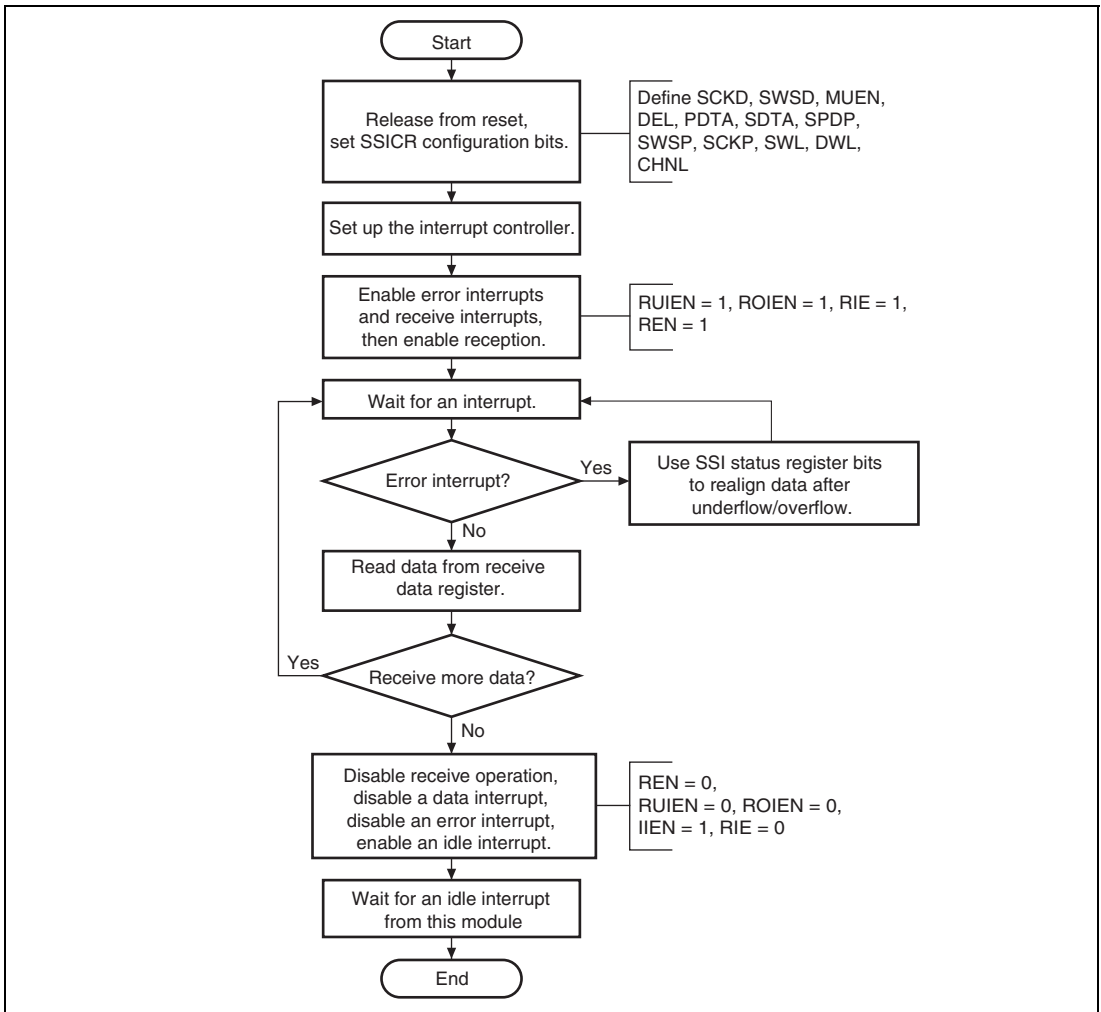 Start
Release from reset,
set SSICR configuration bits.
Define SCKD, SWSD, MUEN,
DEL, PDTA, SDTA, SPDP,
SWSP, SCKP, SWL, DWL,
CHNL
Set up the interrupt controller.
Enable error interrupts
and receive interrupts,
then enable reception.
RUIEN = 1, ROIEN = 1, RIE = 1,
REN = 1
Wait for an interrupt.
Error interrupt?
Yes
Use SSI status register bits
to realign data after
underflow/overflow.
No
Read data from receive
data register.
Yes
Receive more data?
No
Disable receive operation,
disable a data interrupt,
disable an error interrupt,
enable an idle interrupt.
REN = 0,
RUIEN = 0, ROIEN = 0,
IIEN = 1, RIE = 0
Wait for an idle interrupt
from this module
End